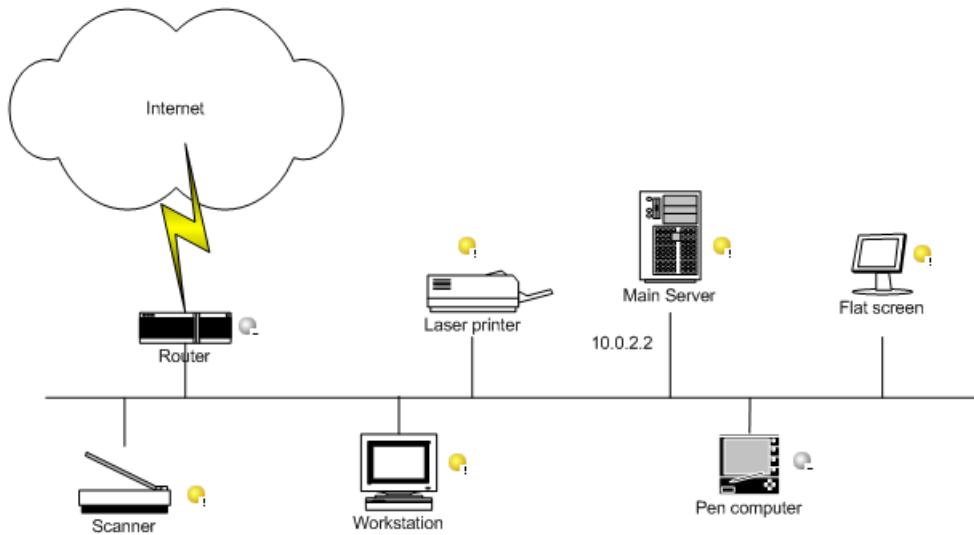 Internet
Main Server
Laser printer
Flat screen
10.0.2.2
Router
Scanner
Workstation
Pen computer